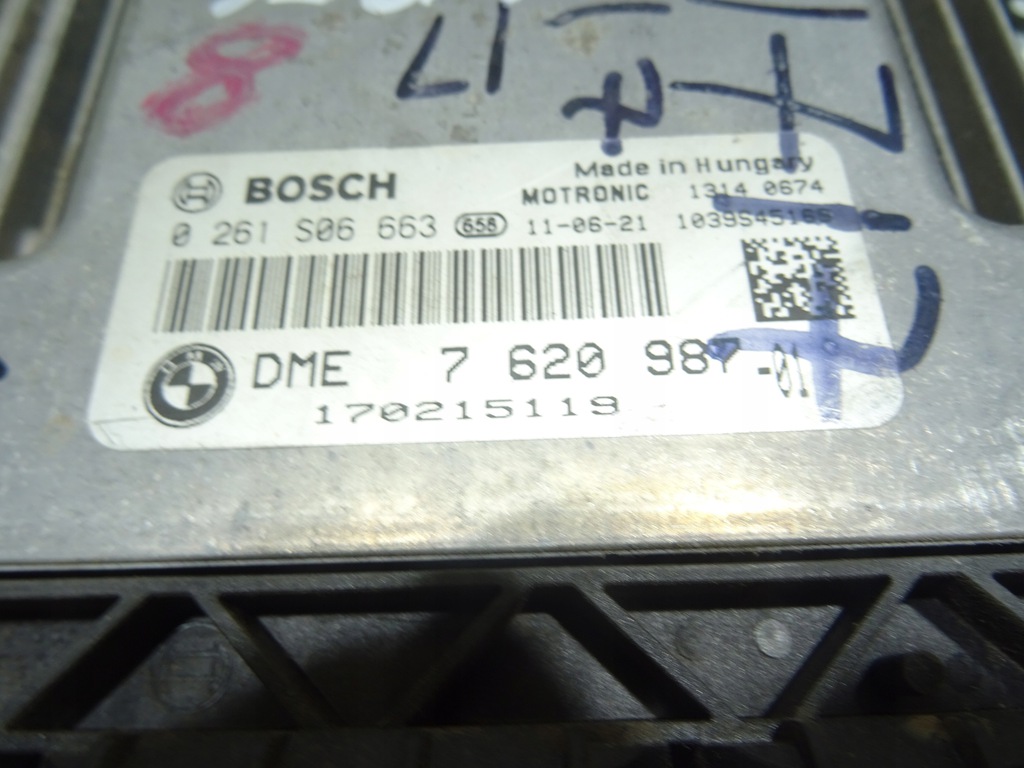 8
17
BOSCH
Made in Hungary
MOTRONIC 1314 0674
0 261 S06 663 658 11-06-21
DME 7 620 987-01
170215119